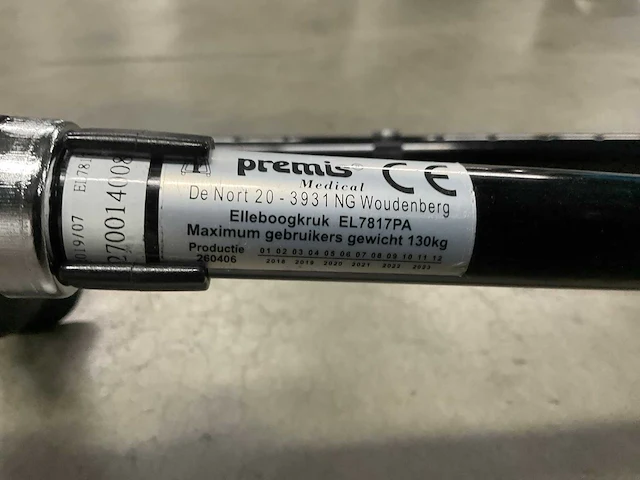 premis®
Medical
CE
De Nort 20 - 3931 NG Woudenberg
Elleboogkruk EL7817PA
Maximum gebruikers gewicht 130kg
Productie 01 02 03 04 05 06 07 08 09 10 11 12
260406 2018 2019 2020 2021 2022 2023